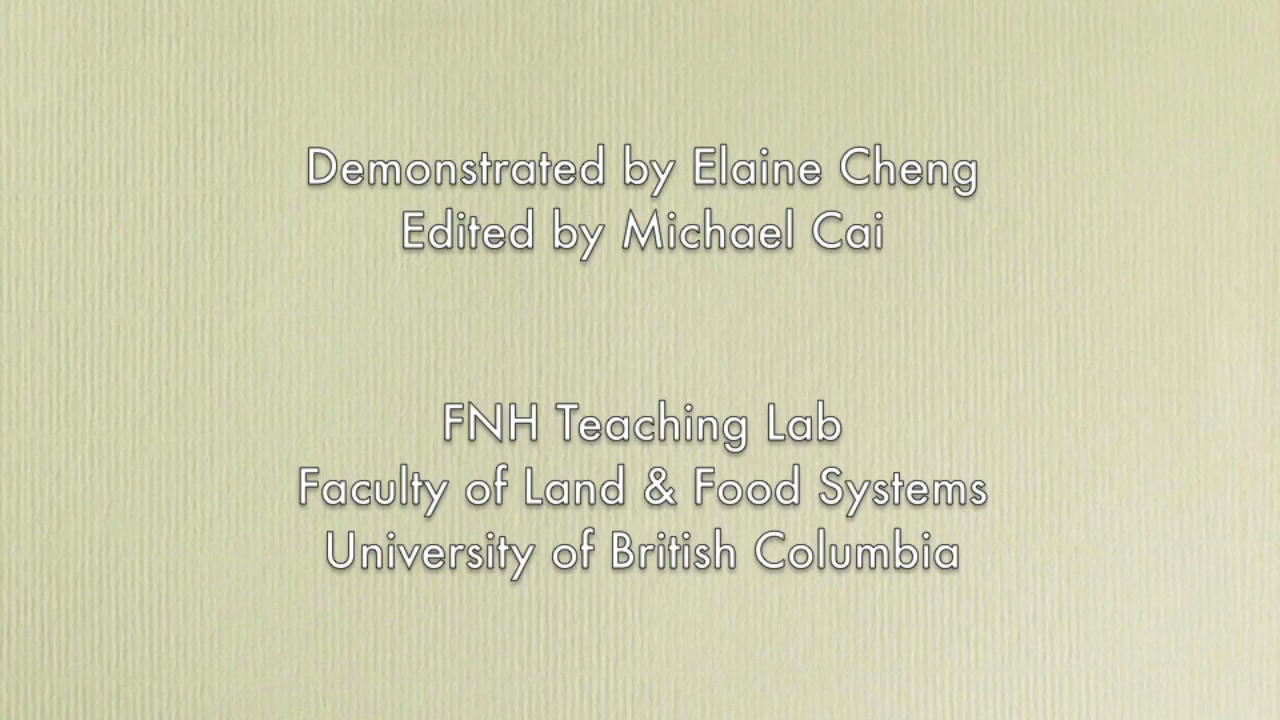 Demonstrated by Elaine Cheng
Edited by Michael Cai
FNH Teaching Lab
Faculty of Land & Food Systems
University of British Columbia